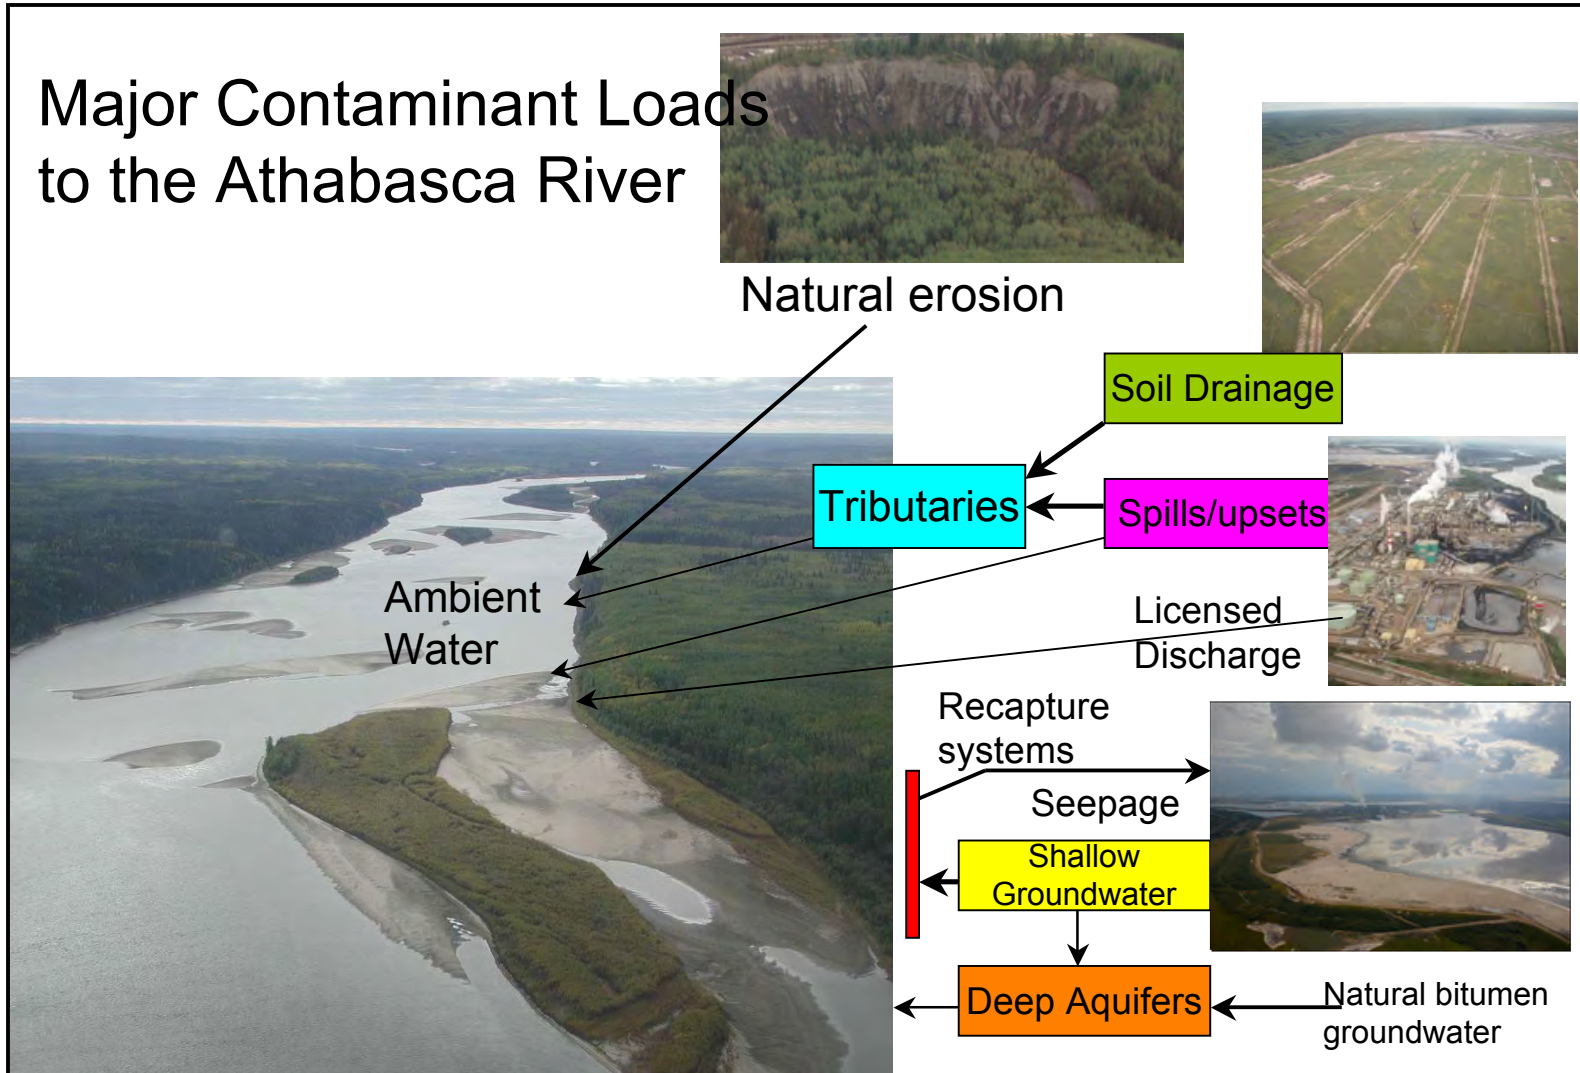 Major Contaminant Loads
to the Athabasca River
Natural erosion
Soil Drainage
Tributaries
Spills/upsets
Ambient
Water
Licensed
Discharge
Recapture
systems
Seepage
Shallow
Groundwater
Deep Aquifers
Natural bitumen
groundwater